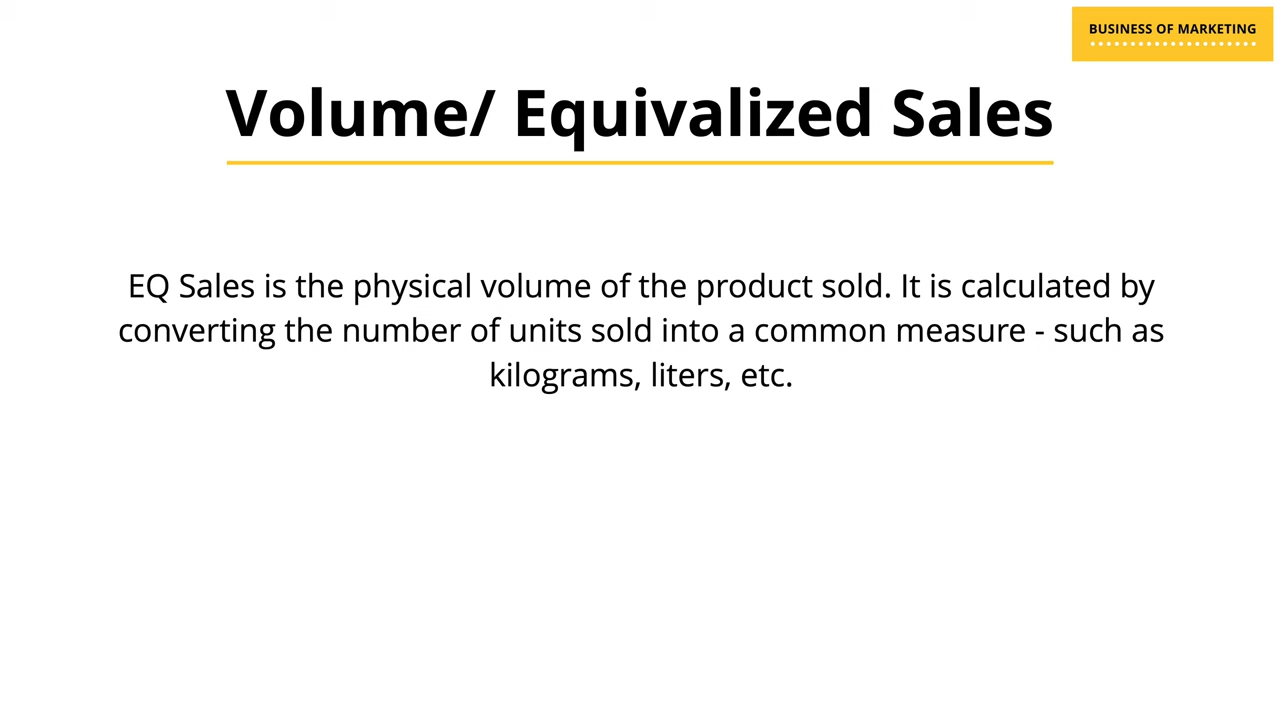 BUSINESS OF MARKETING
Volume/ Equivalized Sales
EQ Sales is the physical volume of the product sold. It is calculated by
converting the number of units sold into a common measure - such as
kilograms, liters, etc.